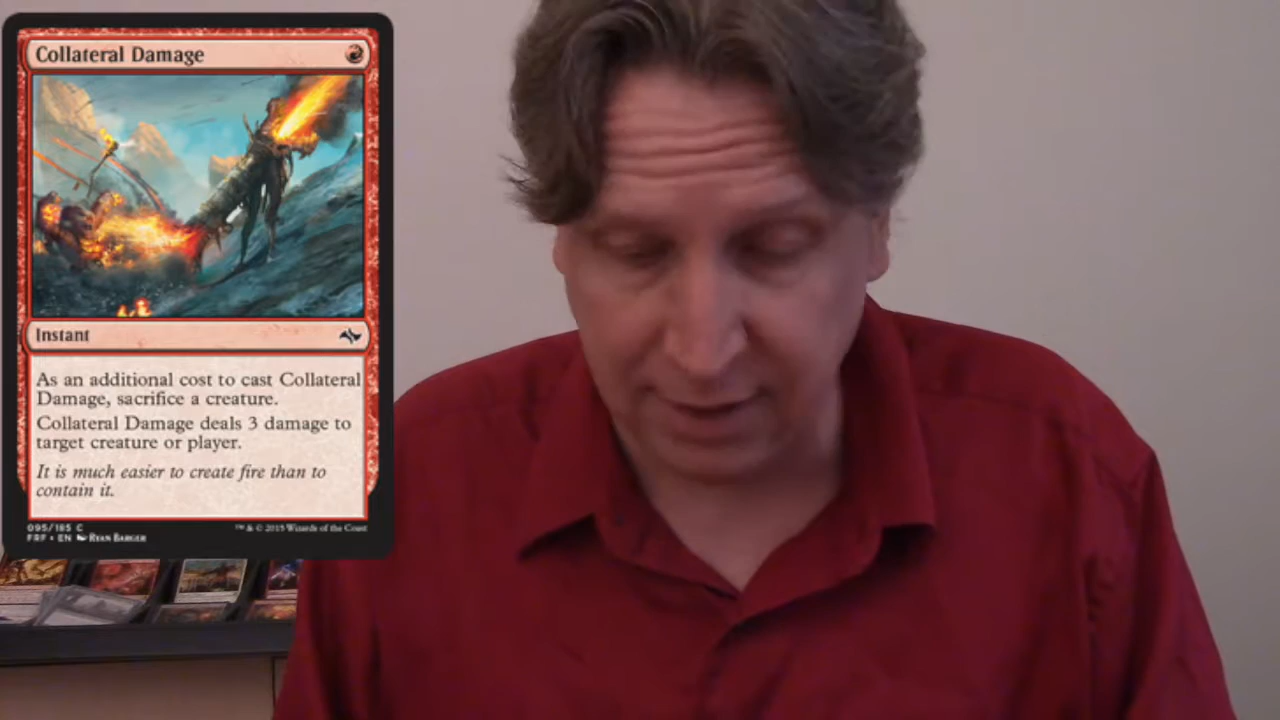 Collateral Damage
Instant
As an additional cost to cast Collateral
Damage, sacrifice a creature.
Collateral Damage deals 3 damage to
target creature or player.
It is much easier to create fire than to
contain it.
095/185 C
™ & © 2015 Wizards of the Coast
FRF • EN Ryan Barger